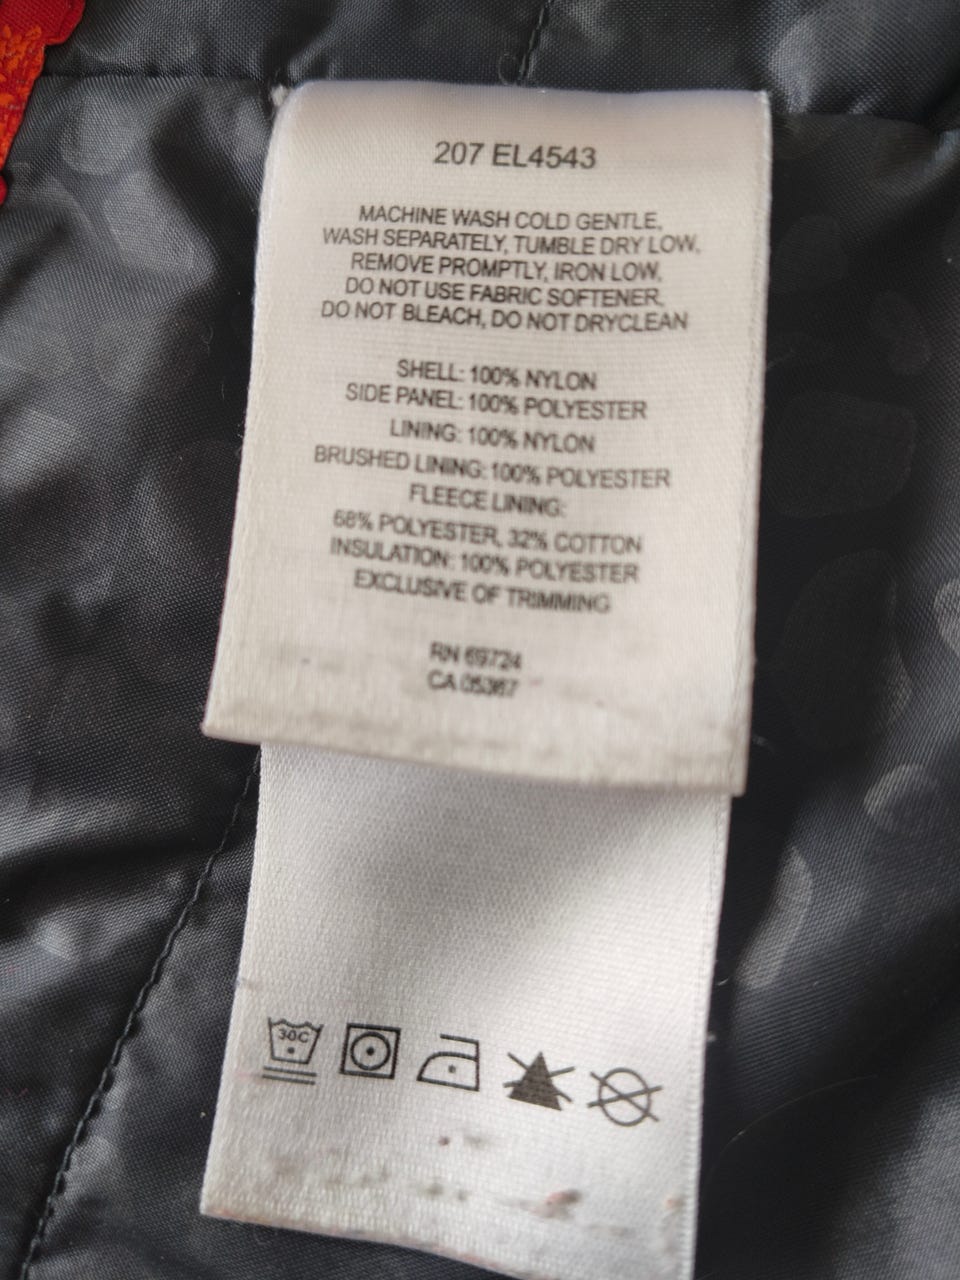 207 EL4543
MACHINE WASH COLD GENTLE,
WASH SEPARATELY, TUMBLE DRY LOW,
REMOVE PROMPTLY, IRON LOW,
DO NOT USE FABRIC SOFTENER,
DO NOT BLEACH, DO NOT DRYCLEAN
SHELL: 100% NYLON
SIDE PANEL: 100% POLYESTER
LINING: 100% NYLON
BRUSHED LINING: 100% POLYESTER
FLEECE LINING:
68% POLYESTER, 32% COTTON
INSULATION: 100% POLYESTER
EXCLUSIVE OF TRIMMING
RN 69724
CA 05367
30C